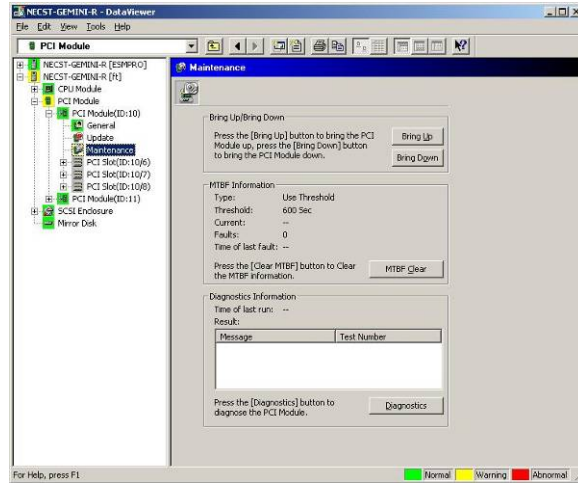 NECST-GEMINI-R - DataViewer
File Edit View Tools Help
PCI Module
NECST-GEMINI-R [ESMPRO]
NECST-GEMINI-R [ft]
CPU Module
PCI Module
PCI Module(ID:10)
General
Update
Maintenance
PCI Slot(ID:10/6)
PCI Slot(ID:10/7)
PCI Slot(ID:10/8)
PCI Module(ID:11)
SCSI Enclosure
Mirror Disk
Maintenance
Bring Up/Bring Down
Press the [Bring Up] button to bring the PCI
Module up, press the [Bring Down] button
to bring the PCI Module down.
Bring Up
Bring Down
MTBF Information
Type: Use Threshold
Threshold: 600 Sec
Current: --
Faults: 0
Time of last fault: --
Press the [Clear MTBF] button to Clear
the MTBF information.
MTBF Clear
Diagnostics Information
Time of last run: --
Result:
Message Test Number
Press the [Diagnostics] button to
diagnose the PCI Module.
Diagnostics
For Help, press F1
Normal Warning Abnormal